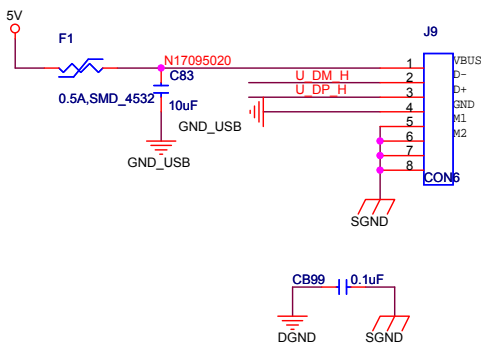 5V
F1
J9
N17095020
1
VBUS
C83
U_DM_H
2
D-
U_DP_H
3
D+
0.5A,SMD_4532
10uF
4
GND
GND_USB
5
M1
6
M2
GND_USB
7
8
CON6
SGND
CB99
0.1uF
DGND
SGND